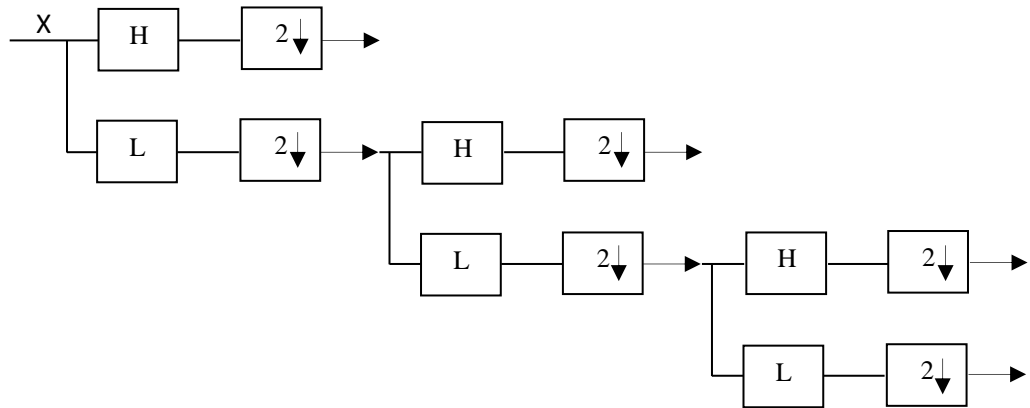 X H 2↓
L 2↓ H 2↓
L 2↓ H 2↓
L 2↓